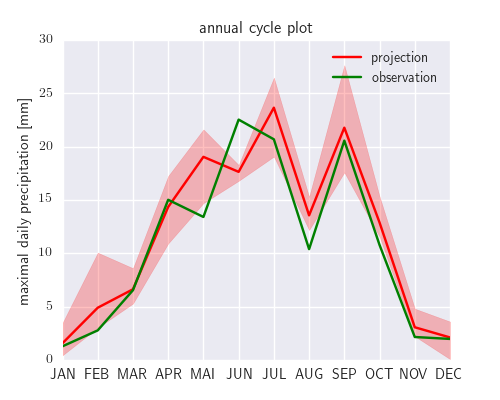 annual cycle plot
projection
observation
maximal daily precipitation [mm]
30
25
20
15
10
5
0
JAN FEB MAR APR MAI JUN JUL AUG SEP OCT NOV DEC